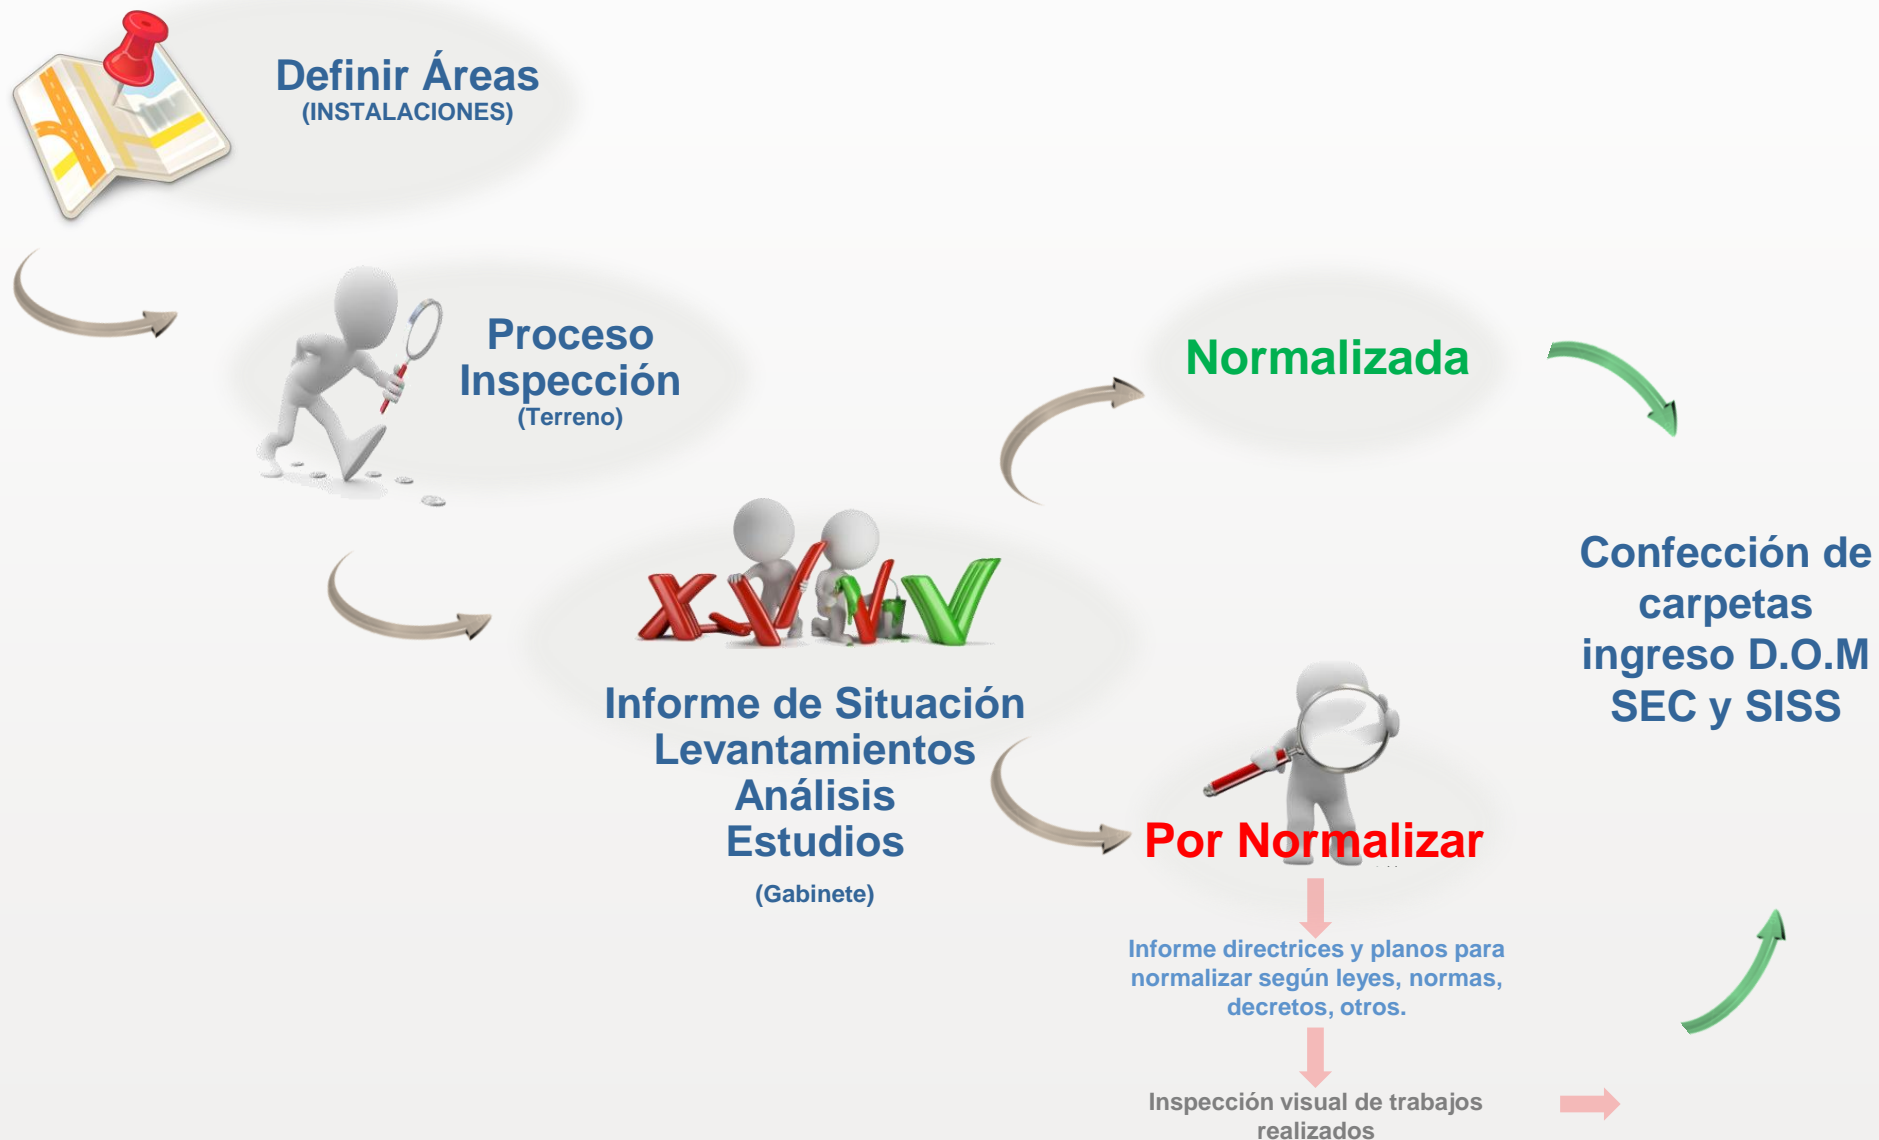 Definir Áreas
(INSTALACIONES)
Proceso
Inspección
(Terreno)
Informe de Situación
Levantamientos
Análisis
Estudios
(Gabinete)
Normalizada
Por Normalizar
Informe directrices y planos para
normalizar según leyes, normas,
decretos, otros.
Inspección visual de trabajos
realizados
Confección de
carpetas
ingreso D.O.M
SEC y SISS